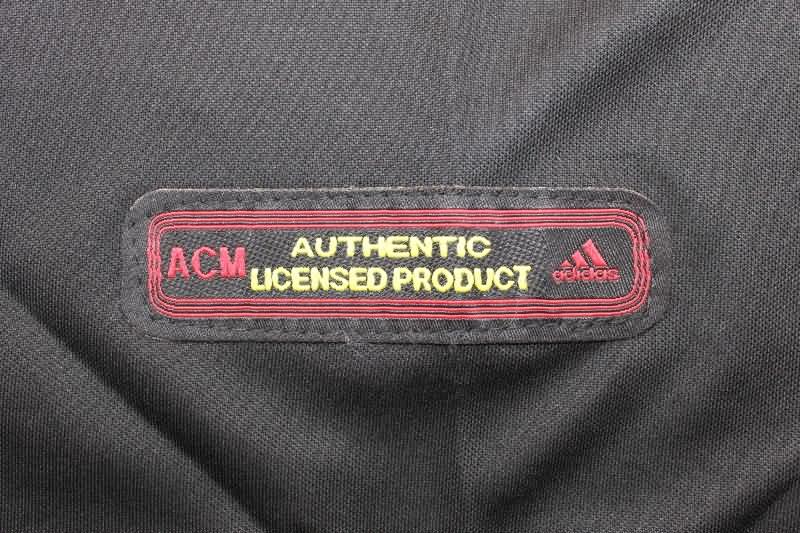 ACM
AUTHENTIC
LICENSED PRODUCT
adidas